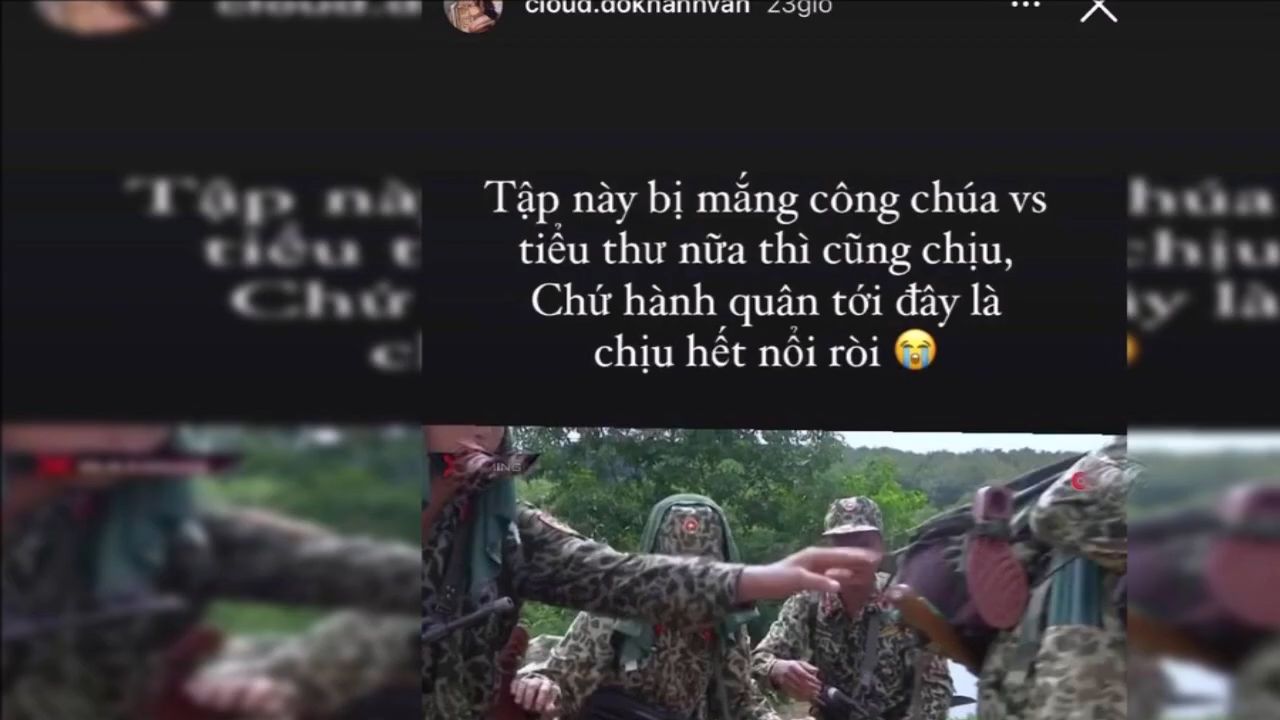 cloud.dokhanhvan 23giờ
Tập này bị mắng công chúa vs
tiểu thư nữa thì cũng chịu,
Chứ hành quân tới đây là
chịu hết nổi ròi 😭